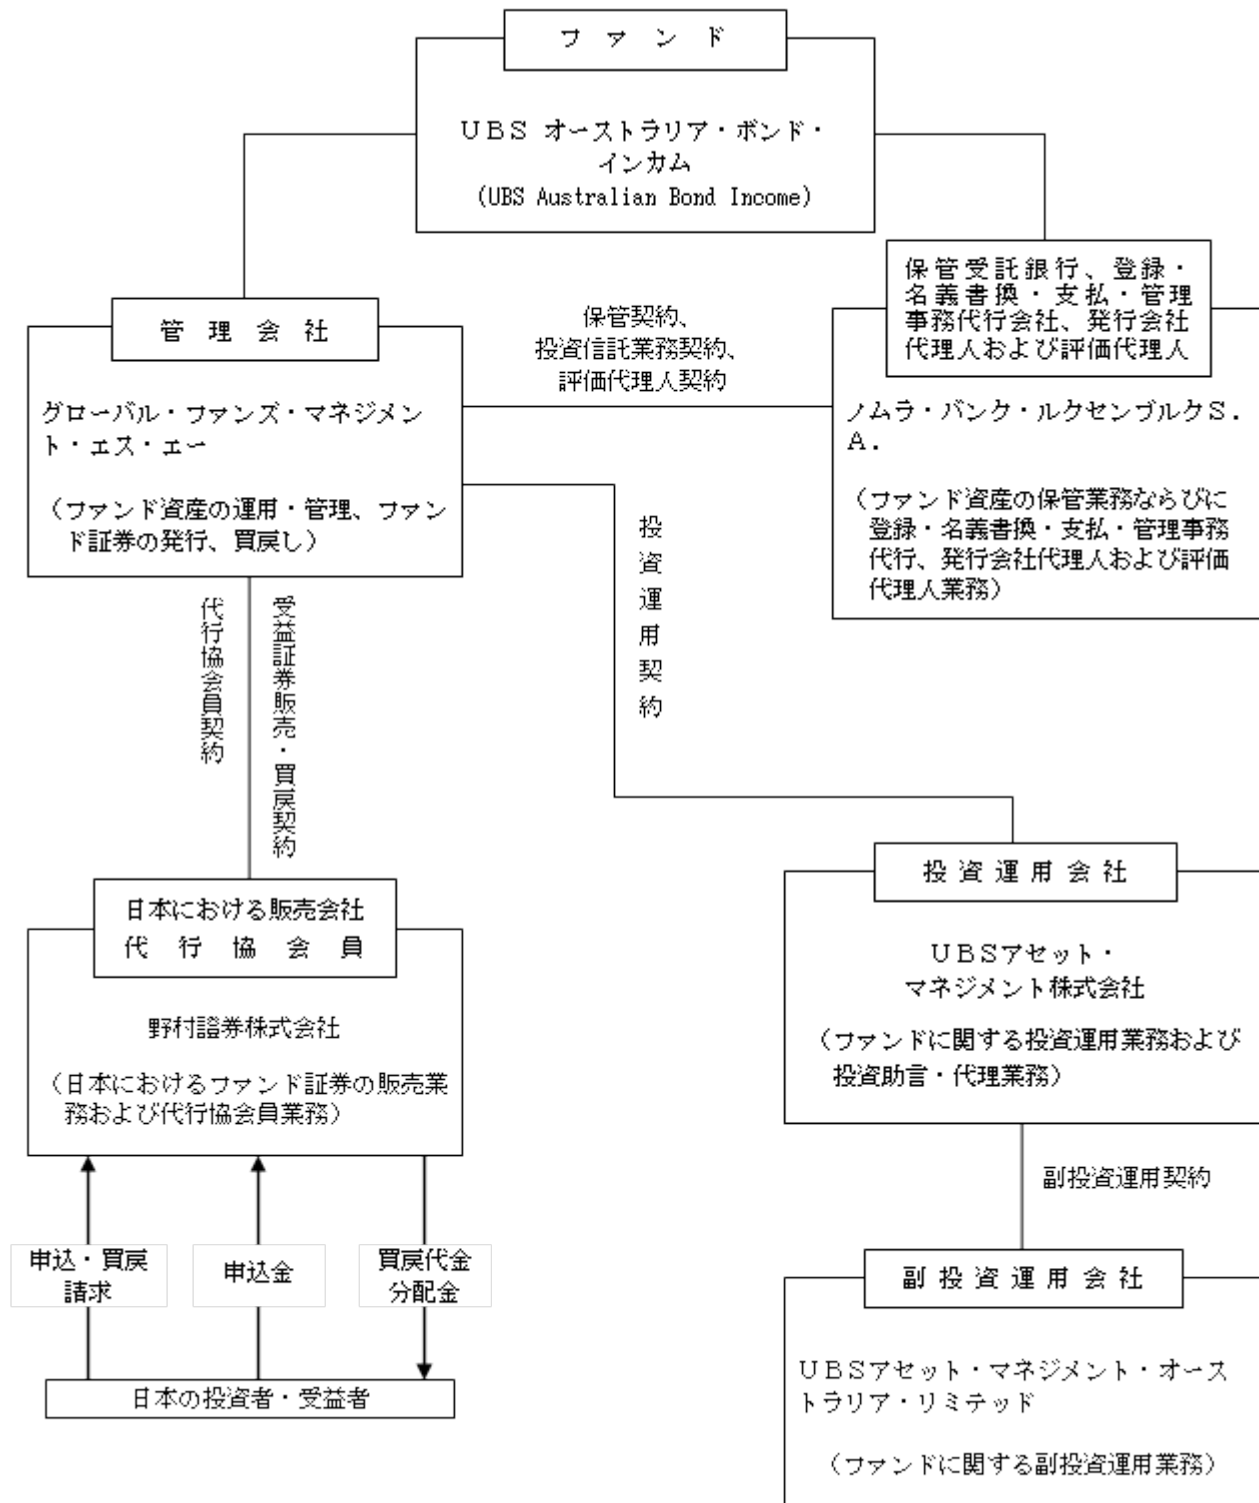 ファンド
UBS オーストラリア・ボンド・
インカム
(UBS Australian Bond Income)
保管受託銀行、登録・
名義書換・支払・管理
事務代行会社、発行会社
代理人および評価代理人
管理会社
保管契約、
投資信託業務契約、
評価代理人契約
グローバル・ファンズ・マネジメン
ト・エス・エー
(ファンド資産の運用・管理、ファン
ド証券の発行、買戻し)
ノムラ・バンク・ルクセンブルクS.
A.
(ファンド資産の保管業務ならびに
登録・名義書換・支払・管理事務
代行、発行会社代理人および評価
代理人業務)
投資運用契約
代行協会員契約
受益証券販売・買戻契約
日本における販売会社
代行協会員
野村證券株式会社
(日本におけるファンド証券の販売業
務および代行協会員業務)
投資運用会社
UBSアセット・
マネジメント株式会社
(ファンドに関する投資運用業務および
投資助言・代理業務)
副投資運用契約
申込・買戻
請求
申込金
買戻代金
分配金
日本の投資者・受益者
副投資運用会社
UBSアセット・マネジメント・オース
トラリア・リミテッド
(ファンドに関する副投資運用業務)